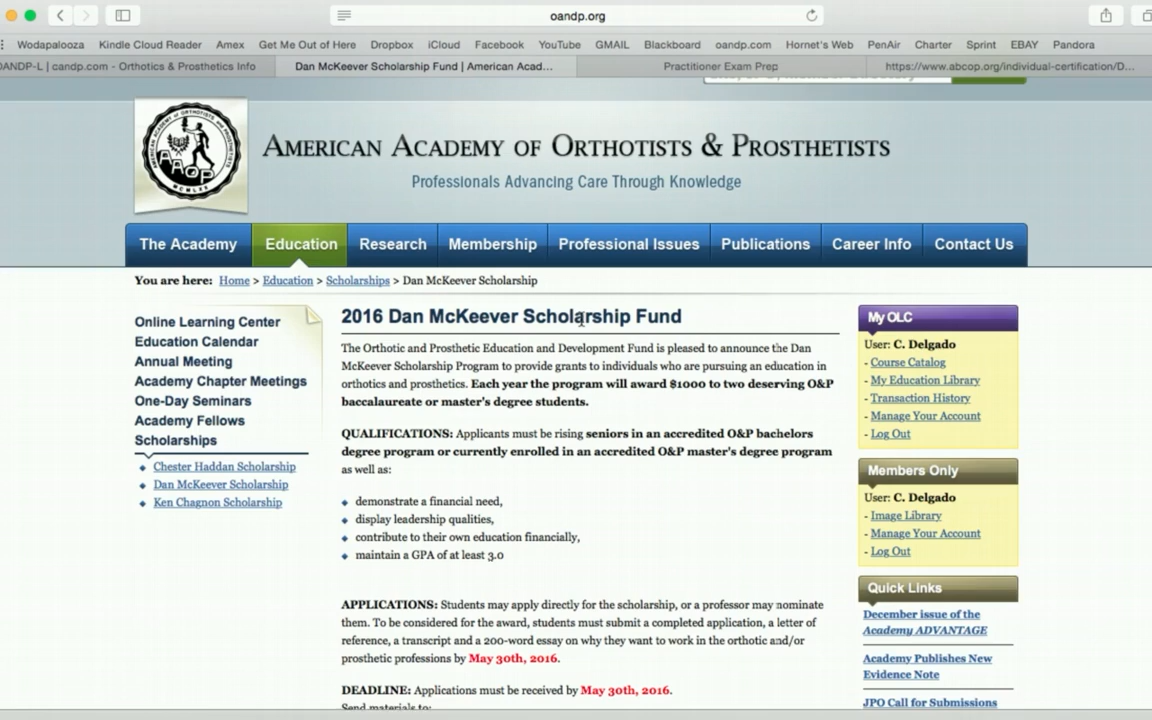 oandp.org
Wodapalooza Kindle Cloud Reader Amex Get Me Out of Here Dropbox iCloud Facebook YouTube GMAIL Blackboard oandp.com Hornet's Web PenAir Charter Sprint EBAY Pandora
OANDP-L | oandp.com - Orthotics & Prosthetics Info
Dan McKeever Scholarship Fund | American Acad...
Practitioner Exam Prep
https://www.abcop.org/individual-certification/D...
AMERICAN ACADEMY OF ORTHOTISTS & PROSTHETISTS
Professionals Advancing Care Through Knowledge
The Academy Education Research Membership Professional Issues Publications Career Info Contact Us
You are here: Home > Education > Scholarships > Dan McKeever Scholarship
Online Learning Center
Education Calendar
Annual Meeting
Academy Chapter Meetings
One-Day Seminars
Academy Fellows
Scholarships
Chester Haddan Scholarship
Dan McKeever Scholarship
Ken Chagnon Scholarship
2016 Dan McKeever Scholarship Fund
The Orthotic and Prosthetic Education and Development Fund is pleased to announce the Dan
McKeever Scholarship Program to provide grants to individuals who are pursuing an education in
orthotics and prosthetics. Each year the program will award $1000 to two deserving O&P
baccalaureate or master's degree students.
QUALIFICATIONS: Applicants must be rising seniors in an accredited O&P bachelors
degree program or currently enrolled in an accredited O&P master's degree program
as well as:
demonstrate a financial need,
display leadership qualities,
contribute to their own education financially,
maintain a GPA of at least 3.0
APPLICATIONS: Students may apply directly for the scholarship, or a professor may nominate
them. To be considered for the award, students must submit a completed application, a letter of
reference, a transcript and a 200-word essay on why they want to work in the orthotic and/or
prosthetic professions by May 30th, 2016.
DEADLINE: Applications must be received by May 30th, 2016.
Send materials to:
My OLC
User: C. Delgado
- Course Catalog
- My Education Library
- Transaction History
- Manage Your Account
- Log Out
Members Only
User: C. Delgado
- Image Library
- Manage Your Account
- Log Out
Quick Links
December issue of the
Academy ADVANTAGE
Academy Publishes New
Evidence Note
JPO Call for Submissions